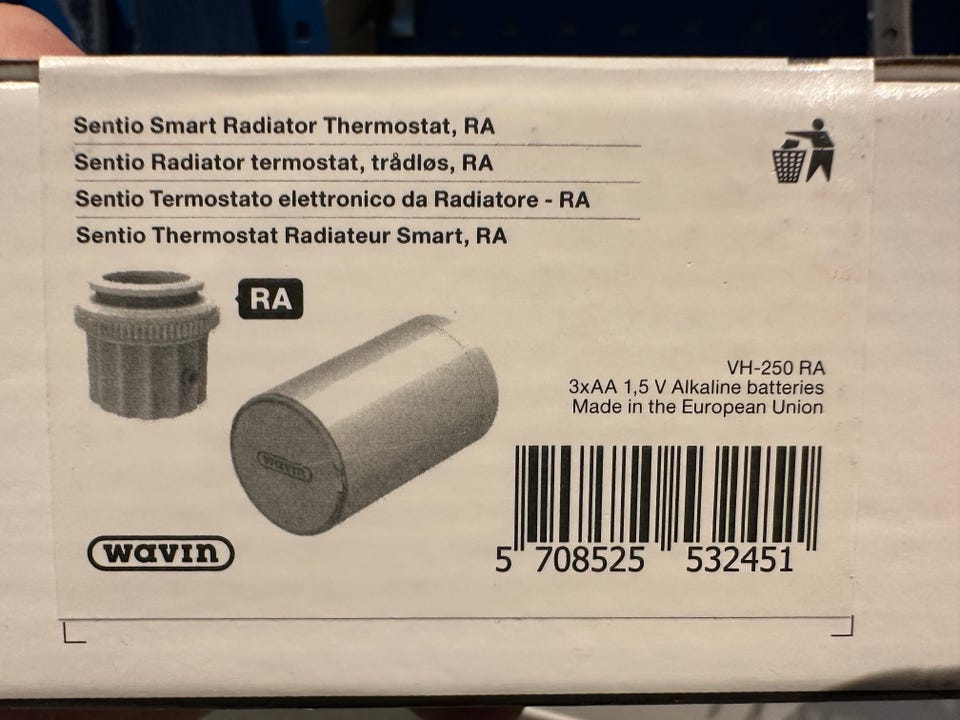 Sentio Smart Radiator Thermostat, RA
Sentio Radiator termostat, trådløs, RA
Sentio Termostato elettronico da Radiatore - RA
Sentio Thermostat Radiateur Smart, RA
RA
wavin
VH-250 RA
3xAA 1,5 V Alkaline batteries
Made in the European Union
wavin
5 708525 532451